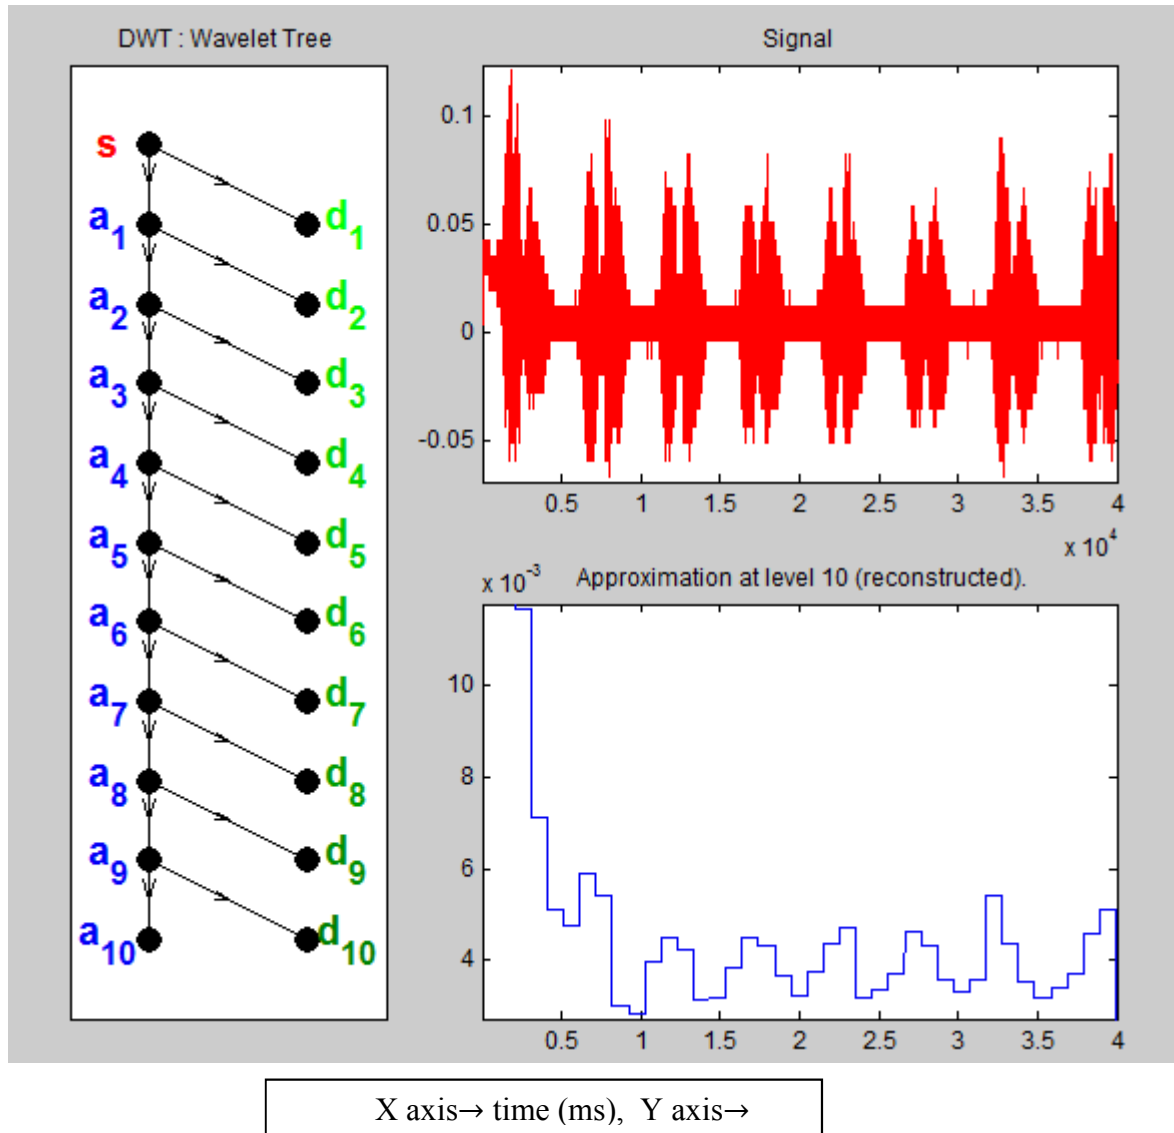 DWT : Wavelet Tree
s
a1 d1
a2 d2
a3 d3
a4 d4
a5 d5
a6 d6
a7 d7
a8 d8
a9 d9
a10 d10
Signal
0.1
0.05
0
-0.05
0.5 1 1.5 2 2.5 3 3.5 4
x 10^4
x 10^-3 Approximation at level 10 (reconstructed).
10
8
6
4
0.5 1 1.5 2 2.5 3 3.5 4
X axis→ time (ms), Y axis→